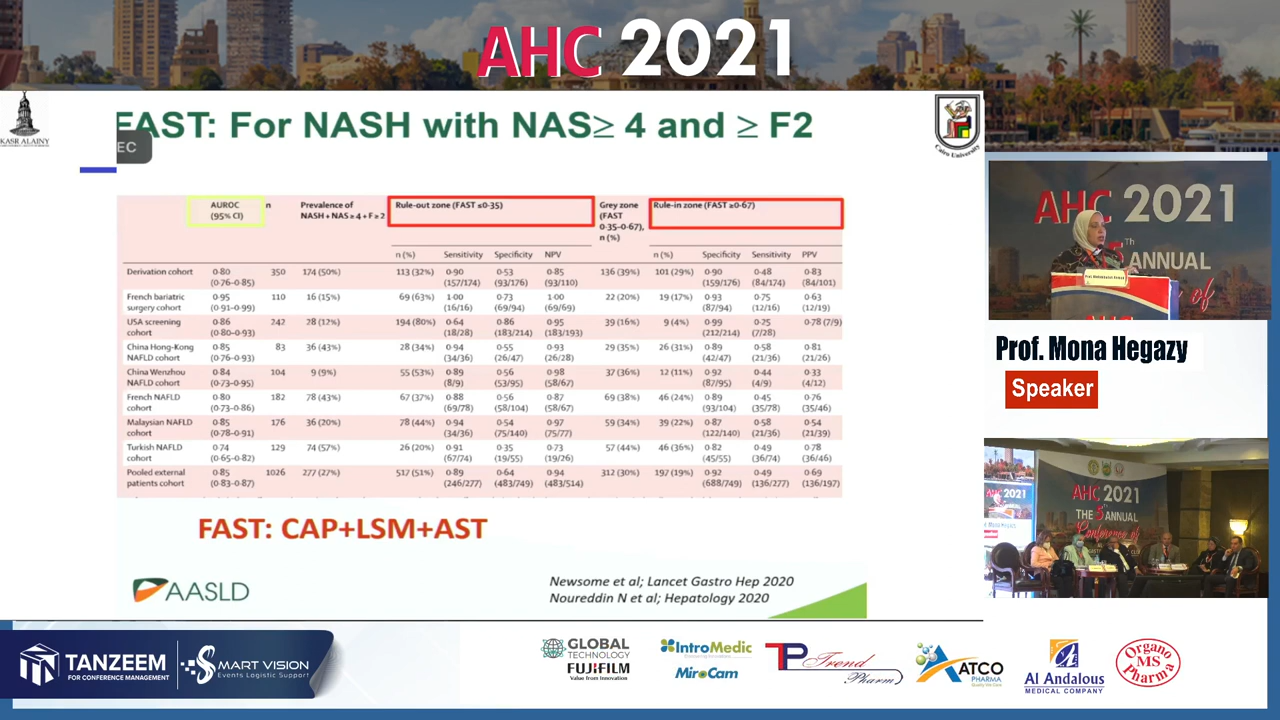 AHC 2021
KASR ALAINY
FAST: For NASH with NAS≥ 4 and ≥ F2
EC
Cairo University
AUROC (95% CI) n Prevalence of NASH + NAS ≥ 4 + F ≥ 2 Rule-out zone (FAST ≤0·35) Grey zone (FAST 0·35–0·67), n (%) Rule-in zone (FAST ≥0·67)
n (%) Sensitivity Specificity NPV n (%) Specificity Sensitivity PPV
Derivation cohort 0·80 (0·76–0·85) 350 174 (50%) 113 (32%) 0·90 (157/174) 0·53 (93/176) 0·85 (93/110) 136 (39%) 101 (29%) 0·90 (159/176) 0·48 (84/174) 0·83 (84/101)
French bariatric surgery cohort 0·95 (0·91–0·99) 110 16 (15%) 69 (63%) 1·00 (16/16) 0·73 (69/94) 1·00 (69/69) 22 (20%) 19 (17%) 0·93 (87/94) 0·75 (12/16) 0·63 (12/19)
USA screening cohort 0·86 (0·80–0·93) 242 28 (12%) 194 (80%) 0·64 (18/28) 0·86 (183/214) 0·95 (183/193) 39 (16%) 9 (4%) 0·99 (212/214) 0·25 (7/28) 0·78 (7/9)
China Hong-Kong NAFLD cohort 0·85 (0·76–0·93) 83 36 (43%) 28 (34%) 0·94 (34/36) 0·55 (26/47) 0·93 (26/28) 29 (35%) 26 (31%) 0·89 (42/47) 0·58 (21/36) 0·81 (21/26)
China Wenzhou NAFLD cohort 0·84 (0·73–0·95) 104 9 (9%) 55 (53%) 0·89 (8/9) 0·56 (53/95) 0·98 (58/67) 37 (36%) 12 (11%) 0·92 (87/95) 0·44 (4/9) 0·33 (4/12)
French NAFLD cohort 0·80 (0·73–0·86) 182 78 (43%) 67 (37%) 0·88 (69/78) 0·56 (58/104) 0·87 (58/67) 69 (38%) 46 (24%) 0·89 (93/104) 0·45 (35/78) 0·76 (35/46)
Malaysian NAFLD cohort 0·85 (0·78–0·91) 176 36 (20%) 78 (44%) 0·94 (34/36) 0·54 (75/140) 0·97 (75/77) 59 (34%) 39 (22%) 0·87 (122/140) 0·58 (21/36) 0·54 (21/39)
Turkish NAFLD cohort 0·74 (0·65–0·82) 129 74 (57%) 26 (20%) 0·91 (67/74) 0·35 (19/55) 0·73 (19/26) 57 (44%) 46 (36%) 0·82 (45/55) 0·49 (36/74) 0·78 (36/46)
Pooled external patients cohort 0·85 (0·83–0·87) 1026 277 (27%) 517 (51%) 0·89 (246/277) 0·64 (483/749) 0·94 (483/514) 312 (30%) 197 (19%) 0·92 (688/749) 0·49 (136/277) 0·69 (136/197)
FAST: CAP+LSM+AST
AASLD
Newsome et al; Lancet Gastro Hep 2020
Noureddin N et al; Hepatology 2020
AHC 2021
Th
ANNUAL
of
Prof. Mona Hegazy
Speaker
2021
AHC 2021
THE 5 ANNUAL
Conference of
TANZEEM
FOR CONFERENCE MANAGEMENT
SMART VISION
Events Logistic Support
GLOBAL
TECHNOLOGY
FUJIFILM
Value from Innovation
IntroMedic
MiroCam
TP Trend
Pharm
ATCO
PHARMA
Al Andalous
MEDICAL COMPANY
Organo
MS
Pharma